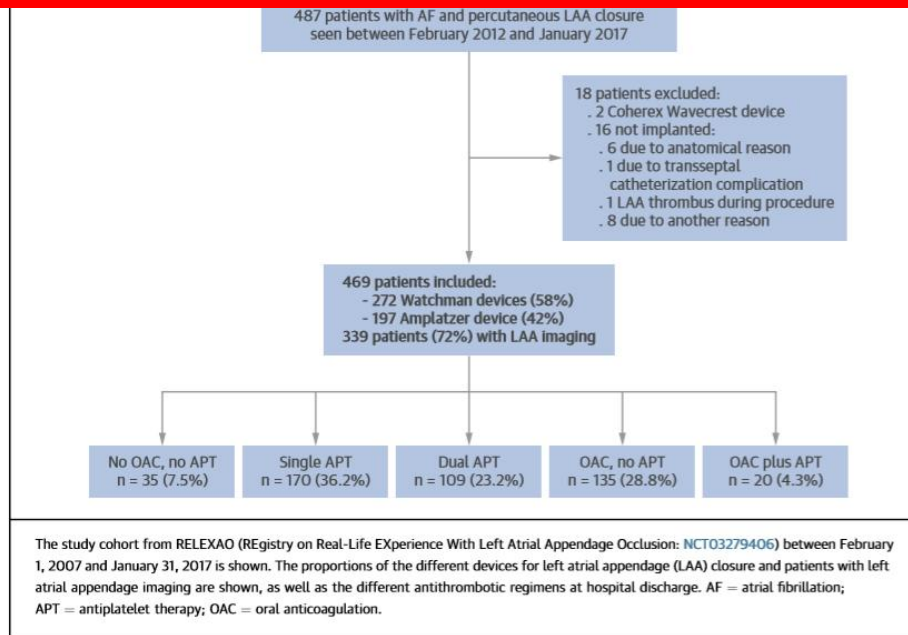 487 patients with AF and percutaneous LAA closure
seen between February 2012 and January 2017
18 patients excluded:
. 2 Coherex Wavecrest device
. 16 not implanted:
. 6 due to anatomical reason
. 1 due to transseptal
catheterization complication
. 1 LAA thrombus during procedure
. 8 due to another reason
469 patients included:
- 272 Watchman devices (58%)
- 197 Amplatzer device (42%)
339 patients (72%) with LAA imaging
No OAC, no APT
n = 35 (7.5%)
Single APT
n = 170 (36.2%)
Dual APT
n = 109 (23.2%)
OAC, no APT
n = 135 (28.8%)
OAC plus APT
n = 20 (4.3%)
The study cohort from RELEXAO (REgistry on Real-Life EXperience With Left Atrial Appendage Occlusion: NCT03279406) between February
1, 2007 and January 31, 2017 is shown. The proportions of the different devices for left atrial appendage (LAA) closure and patients with left
atrial appendage imaging are shown, as well as the different antithrombotic regimens at hospital discharge. AF = atrial fibrillation;
APT = antiplatelet therapy; OAC = oral anticoagulation.